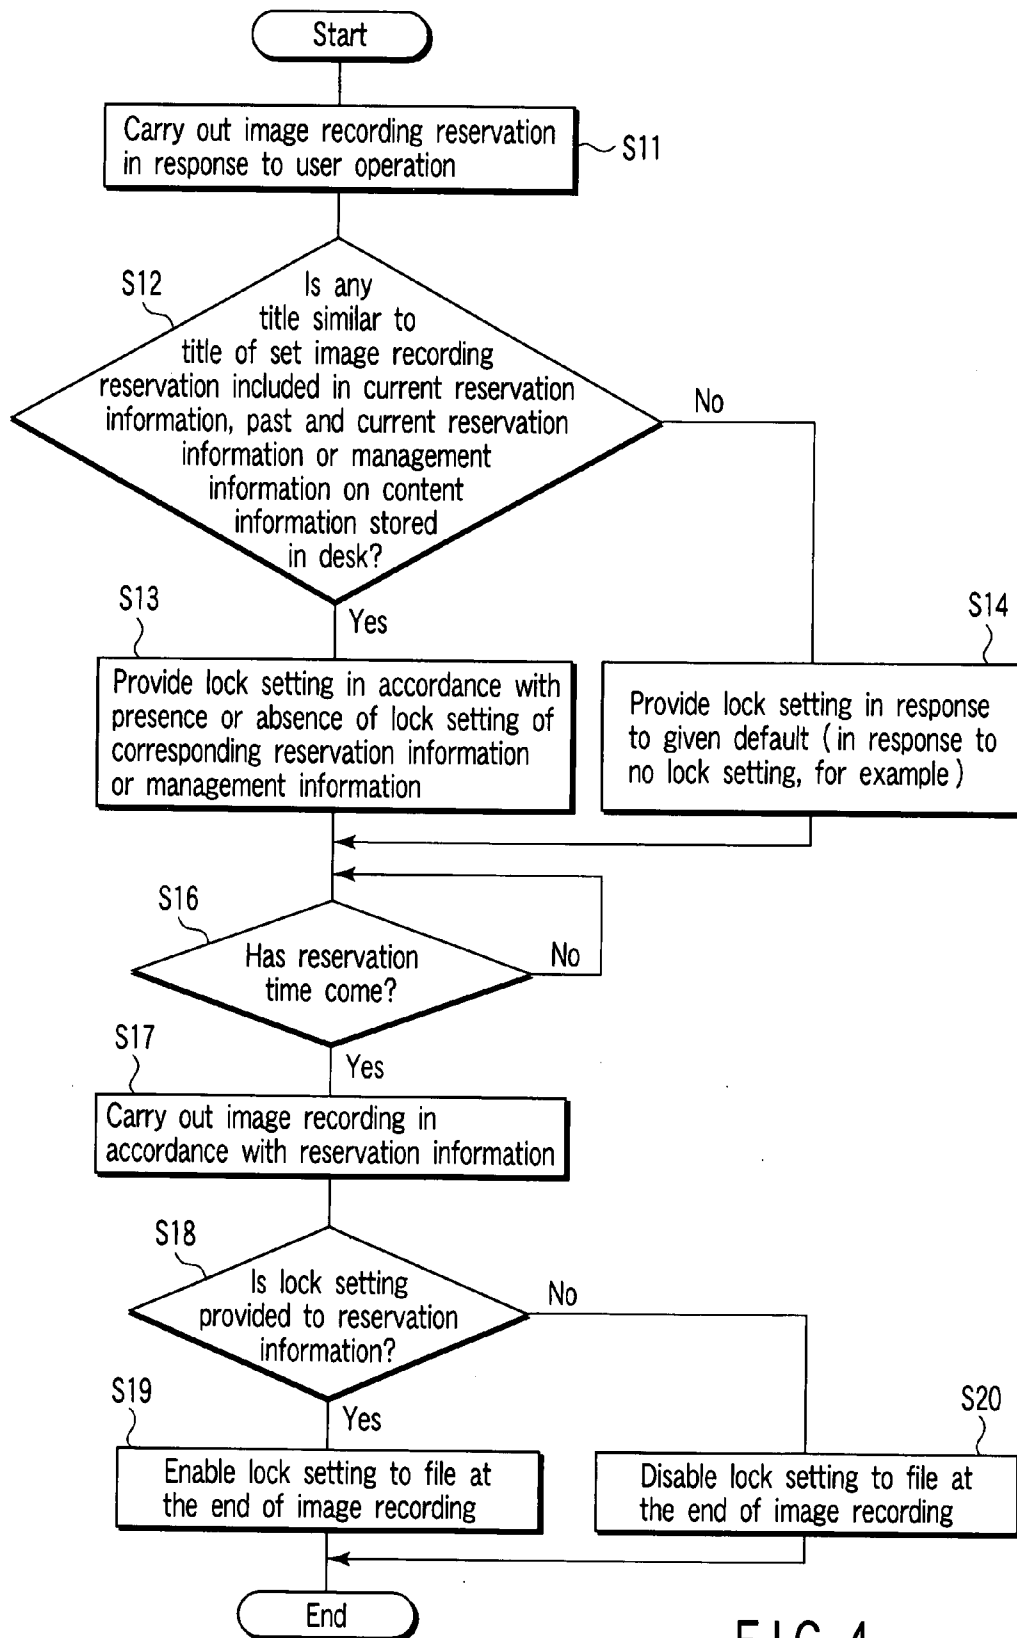 Start
Carry out image recording reservation
in response to user operation
S11
S12
Is any
title similar to
title of set image recording
reservation included in current reservation
information, past and current reservation
information or management
information on content
information stored
in desk?
No
Yes
S13
Provide lock setting in accordance with
presence or absence of lock setting of
corresponding reservation information
or management information
S14
Provide lock setting in response
to given default (in response to
no lock setting, for example)
S16
Has reservation
time come?
No
Yes
S17
Carry out image recording in
accordance with reservation information
S18
Is lock setting
provided to reservation
information?
No
Yes
S19
Enable lock setting to file at
the end of image recording
S20
Disable lock setting to file at
the end of image recording
End